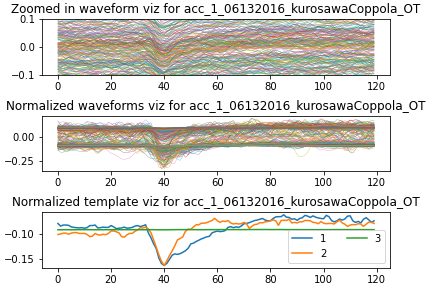 Zoomed in waveform viz for acc_1_06132016_kurosawaCoppola_OT
0.1
0.0
−0.1
0 20 40 60 80 100 120
Normalized waveforms viz for acc_1_06132016_kurosawaCoppola_OT
0.00
−0.25
0 20 40 60 80 100 120
Normalized template viz for acc_1_06132016_kurosawaCoppola_OT
−0.10
−0.15
1 3
2
0 20 40 60 80 100 120